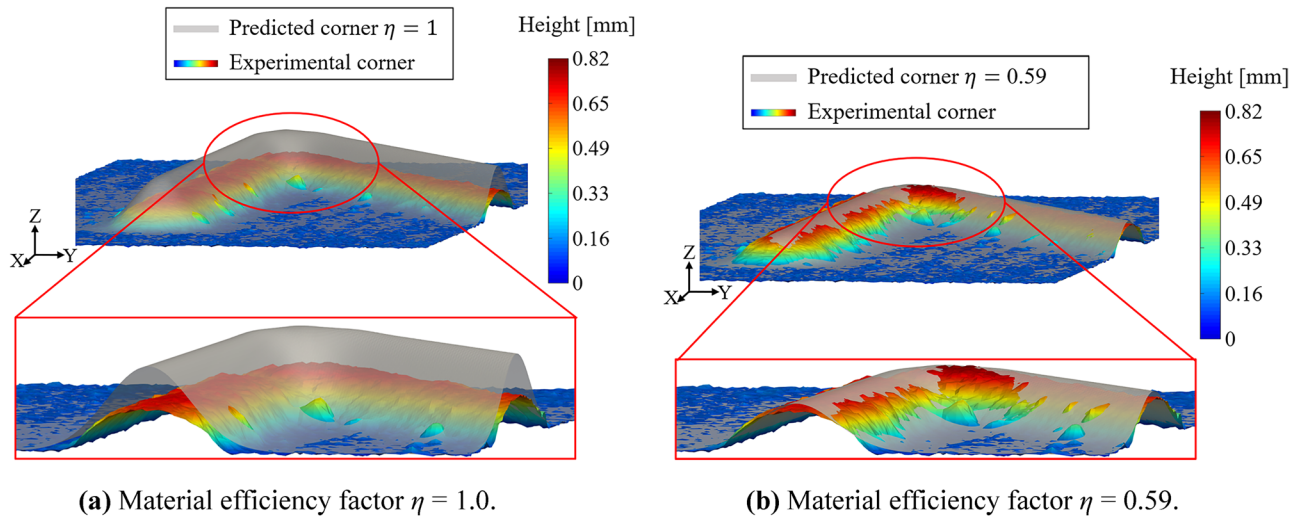 Predicted corner η = 1
Experimental corner
Height [mm]
0.82
0.65
0.49
0.33
0.16
0
Z
X
Y
(a) Material efficiency factor η = 1.0.
Predicted corner η = 0.59
Experimental corner
Height [mm]
0.82
0.65
0.49
0.33
0.16
0
Z
X
Y
(b) Material efficiency factor η = 0.59.